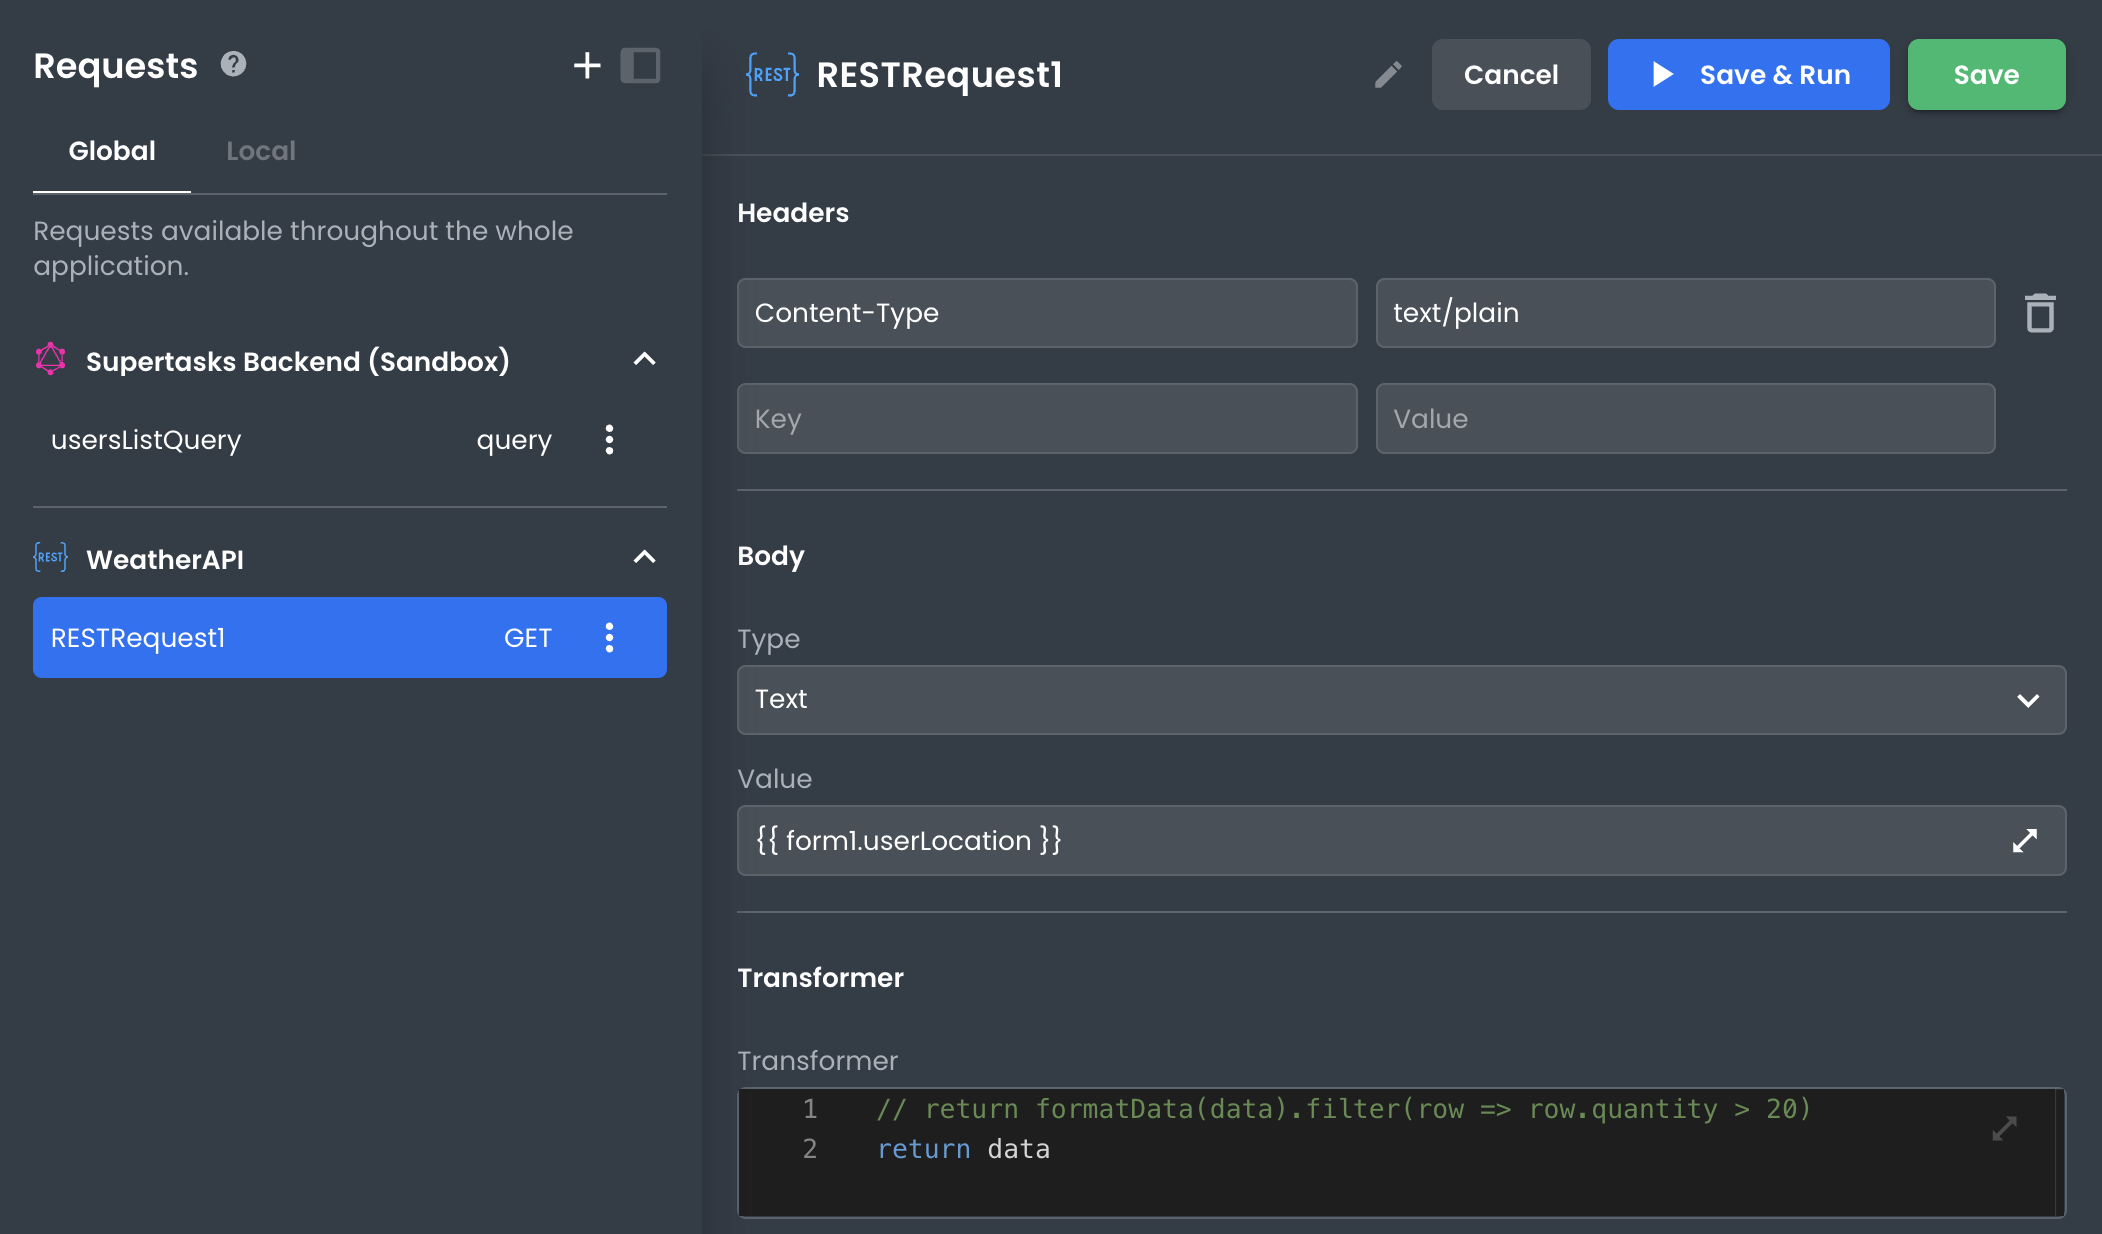 Requests
Global
Local
Requests available throughout the whole
application.
Supertasks Backend (Sandbox)
usersListQuery
query
{REST}
WeatherAPI
RESTRequest1
GET
{REST}
RESTRequest1
Cancel
Save & Run
Save
Headers
Content-Type
text/plain
Key
Value
Body
Type
Text
Value
{{ form1.userLocation }}
Transformer
Transformer
1 // return formatData(data).filter(row => row.quantity > 20)
2 return data